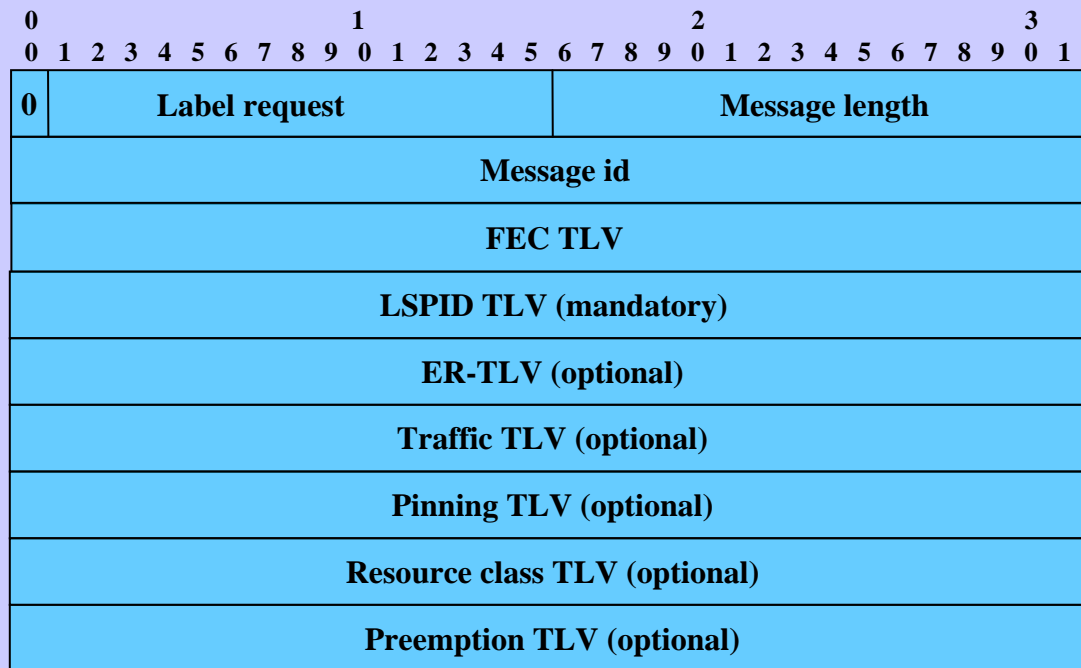 0 1 2 3
0 1 2 3 4 5 6 7 8 9 0 1 2 3 4 5 6 7 8 9 0 1 2 3 4 5 6 7 8 9 0 1
0 Label request Message length
Message id
FEC TLV
LSPID TLV (mandatory)
ER-TLV (optional)
Traffic TLV (optional)
Pinning TLV (optional)
Resource class TLV (optional)
Preemption TLV (optional)